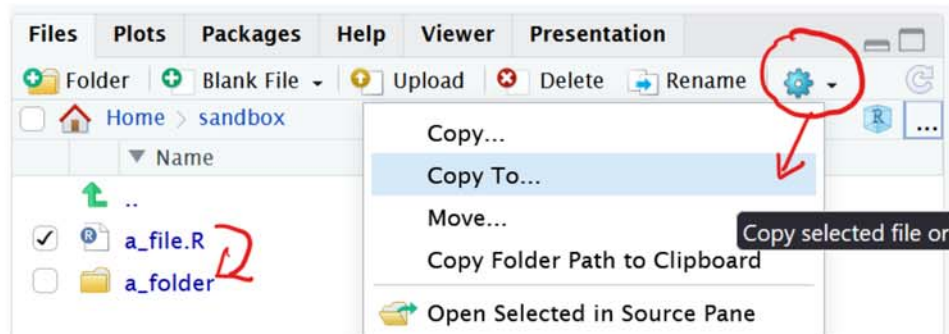 Files Plots Packages Help Viewer Presentation
Folder Blank File Upload Delete Rename
Home > sandbox R ...
Name
..
a_file.R
a_folder
Copy...
Copy To...
Move...
Copy Folder Path to Clipboard
Open Selected in Source Pane
Copy selected file or